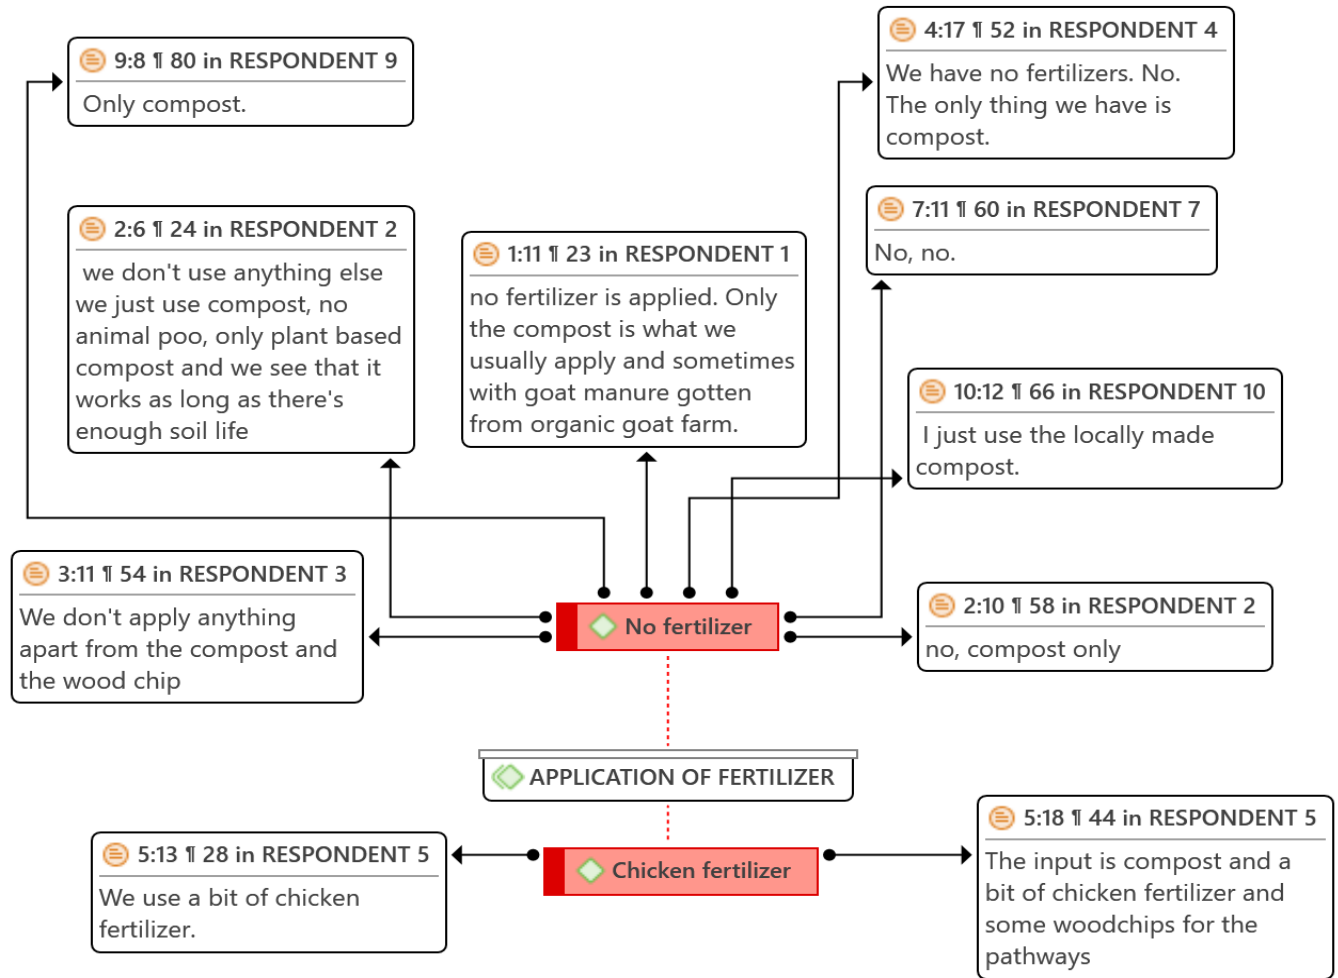 9:8 ¶ 80 in RESPONDENT 9
Only compost.
4:17 ¶ 52 in RESPONDENT 4
We have no fertilizers. No.
The only thing we have is
compost.
2:6 ¶ 24 in RESPONDENT 2
we don't use anything else
we just use compost, no
animal poo, only plant based
compost and we see that it
works as long as there's
enough soil life
1:11 ¶ 23 in RESPONDENT 1
no fertilizer is applied. Only
the compost is what we
usually apply and sometimes
with goat manure gotten
from organic goat farm.
7:11 ¶ 60 in RESPONDENT 7
No, no.
10:12 ¶ 66 in RESPONDENT 10
I just use the locally made
compost.
3:11 ¶ 54 in RESPONDENT 3
We don't apply anything
apart from the compost and
the wood chip
No fertilizer
2:10 ¶ 58 in RESPONDENT 2
no, compost only
APPLICATION OF FERTILIZER
5:13 ¶ 28 in RESPONDENT 5
We use a bit of chicken
fertilizer.
Chicken fertilizer
5:18 ¶ 44 in RESPONDENT 5
The input is compost and a
bit of chicken fertilizer and
some woodchips for the
pathways